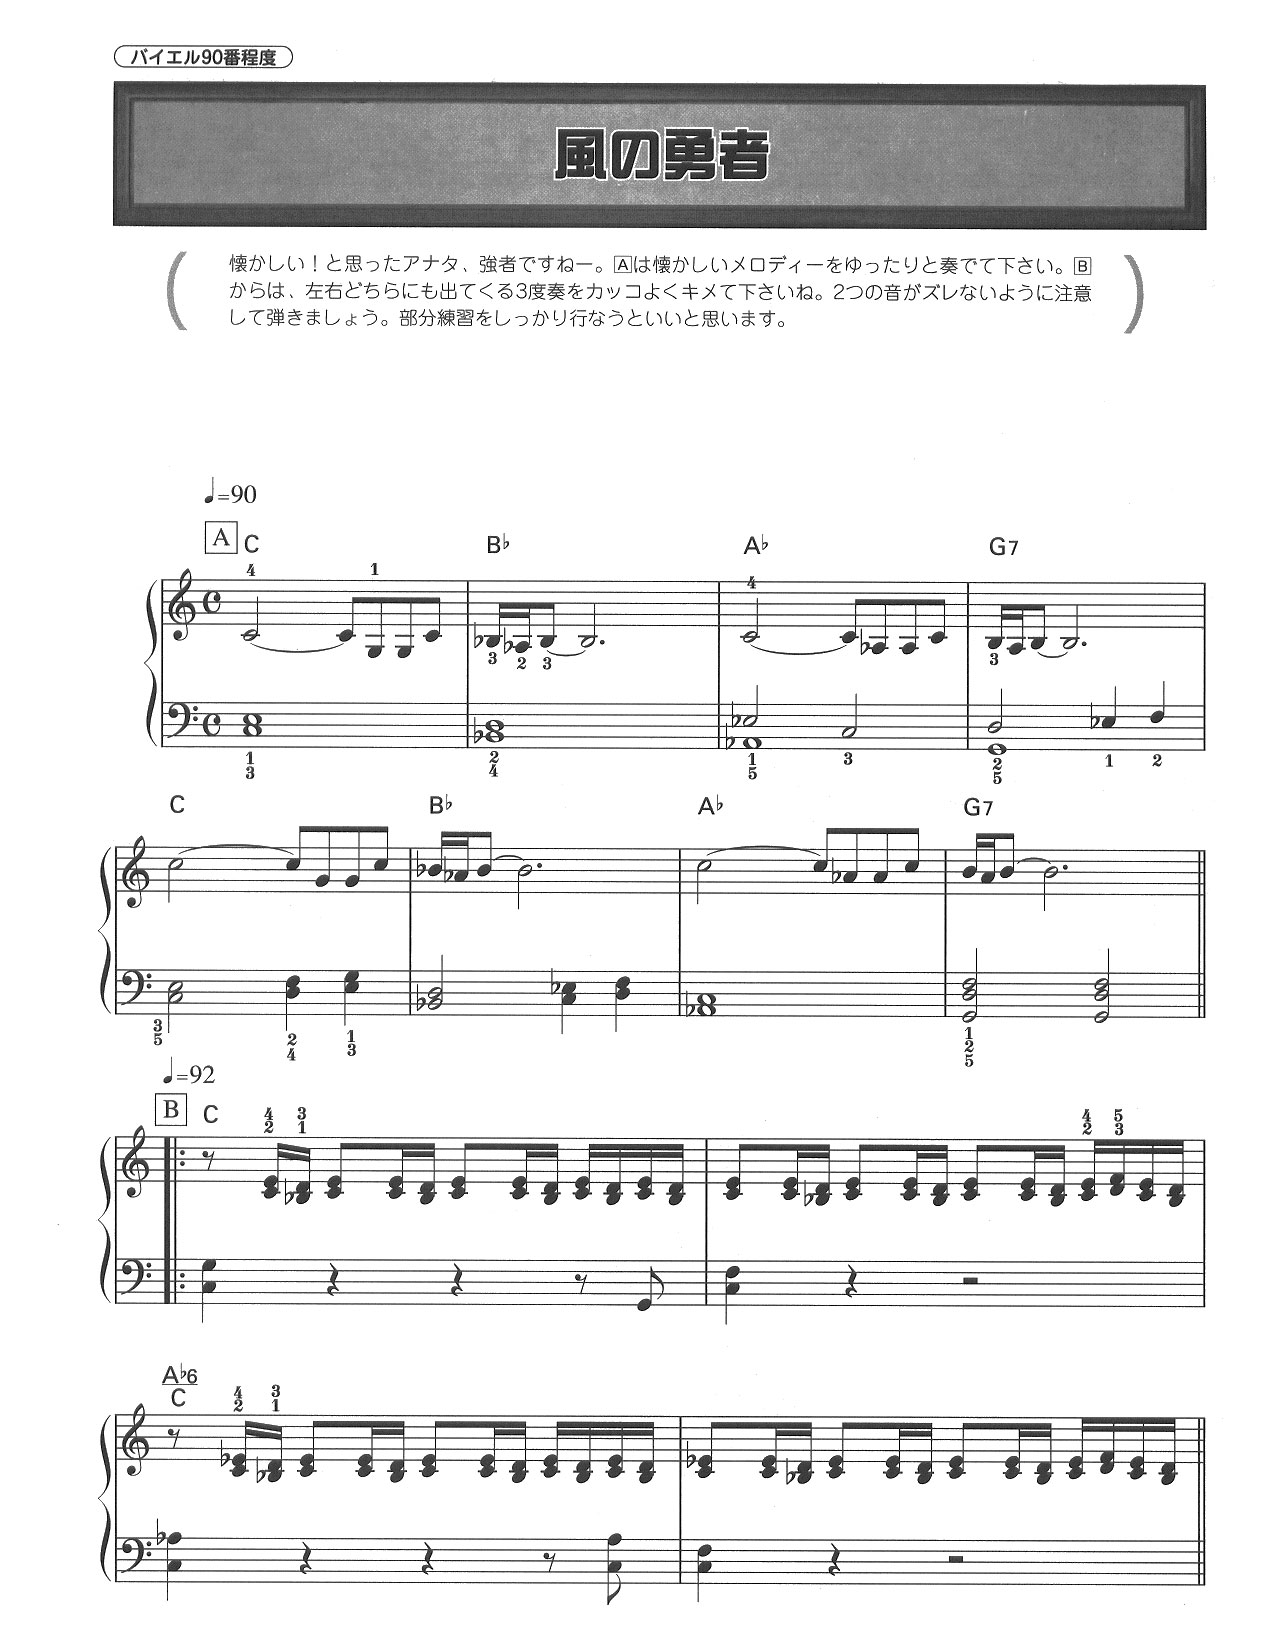 バイエル90番程度
風の勇者
懐かしい！と思ったアナタ、強者ですねー。Aは懐かしいメロディーをゆったりと奏でて下さい。B
からは、左右どちらにも出てくる3度奏をカッコよくキメて下さいね。2つの音がズレないように注意
して弾きましょう。部分練習をしっかり行なうといいと思います。
♩=90
A C B♭ A♭ G7
4 1 4
3 2 3 3
1 2 1 3 2 1 2
3 4 5 5
C B♭ A♭ G7
3 2 1 1
5 4 3 2
5
♩=92
B C 4 3 4 5
2 1 2 3
A♭6 4 3
C 2 1